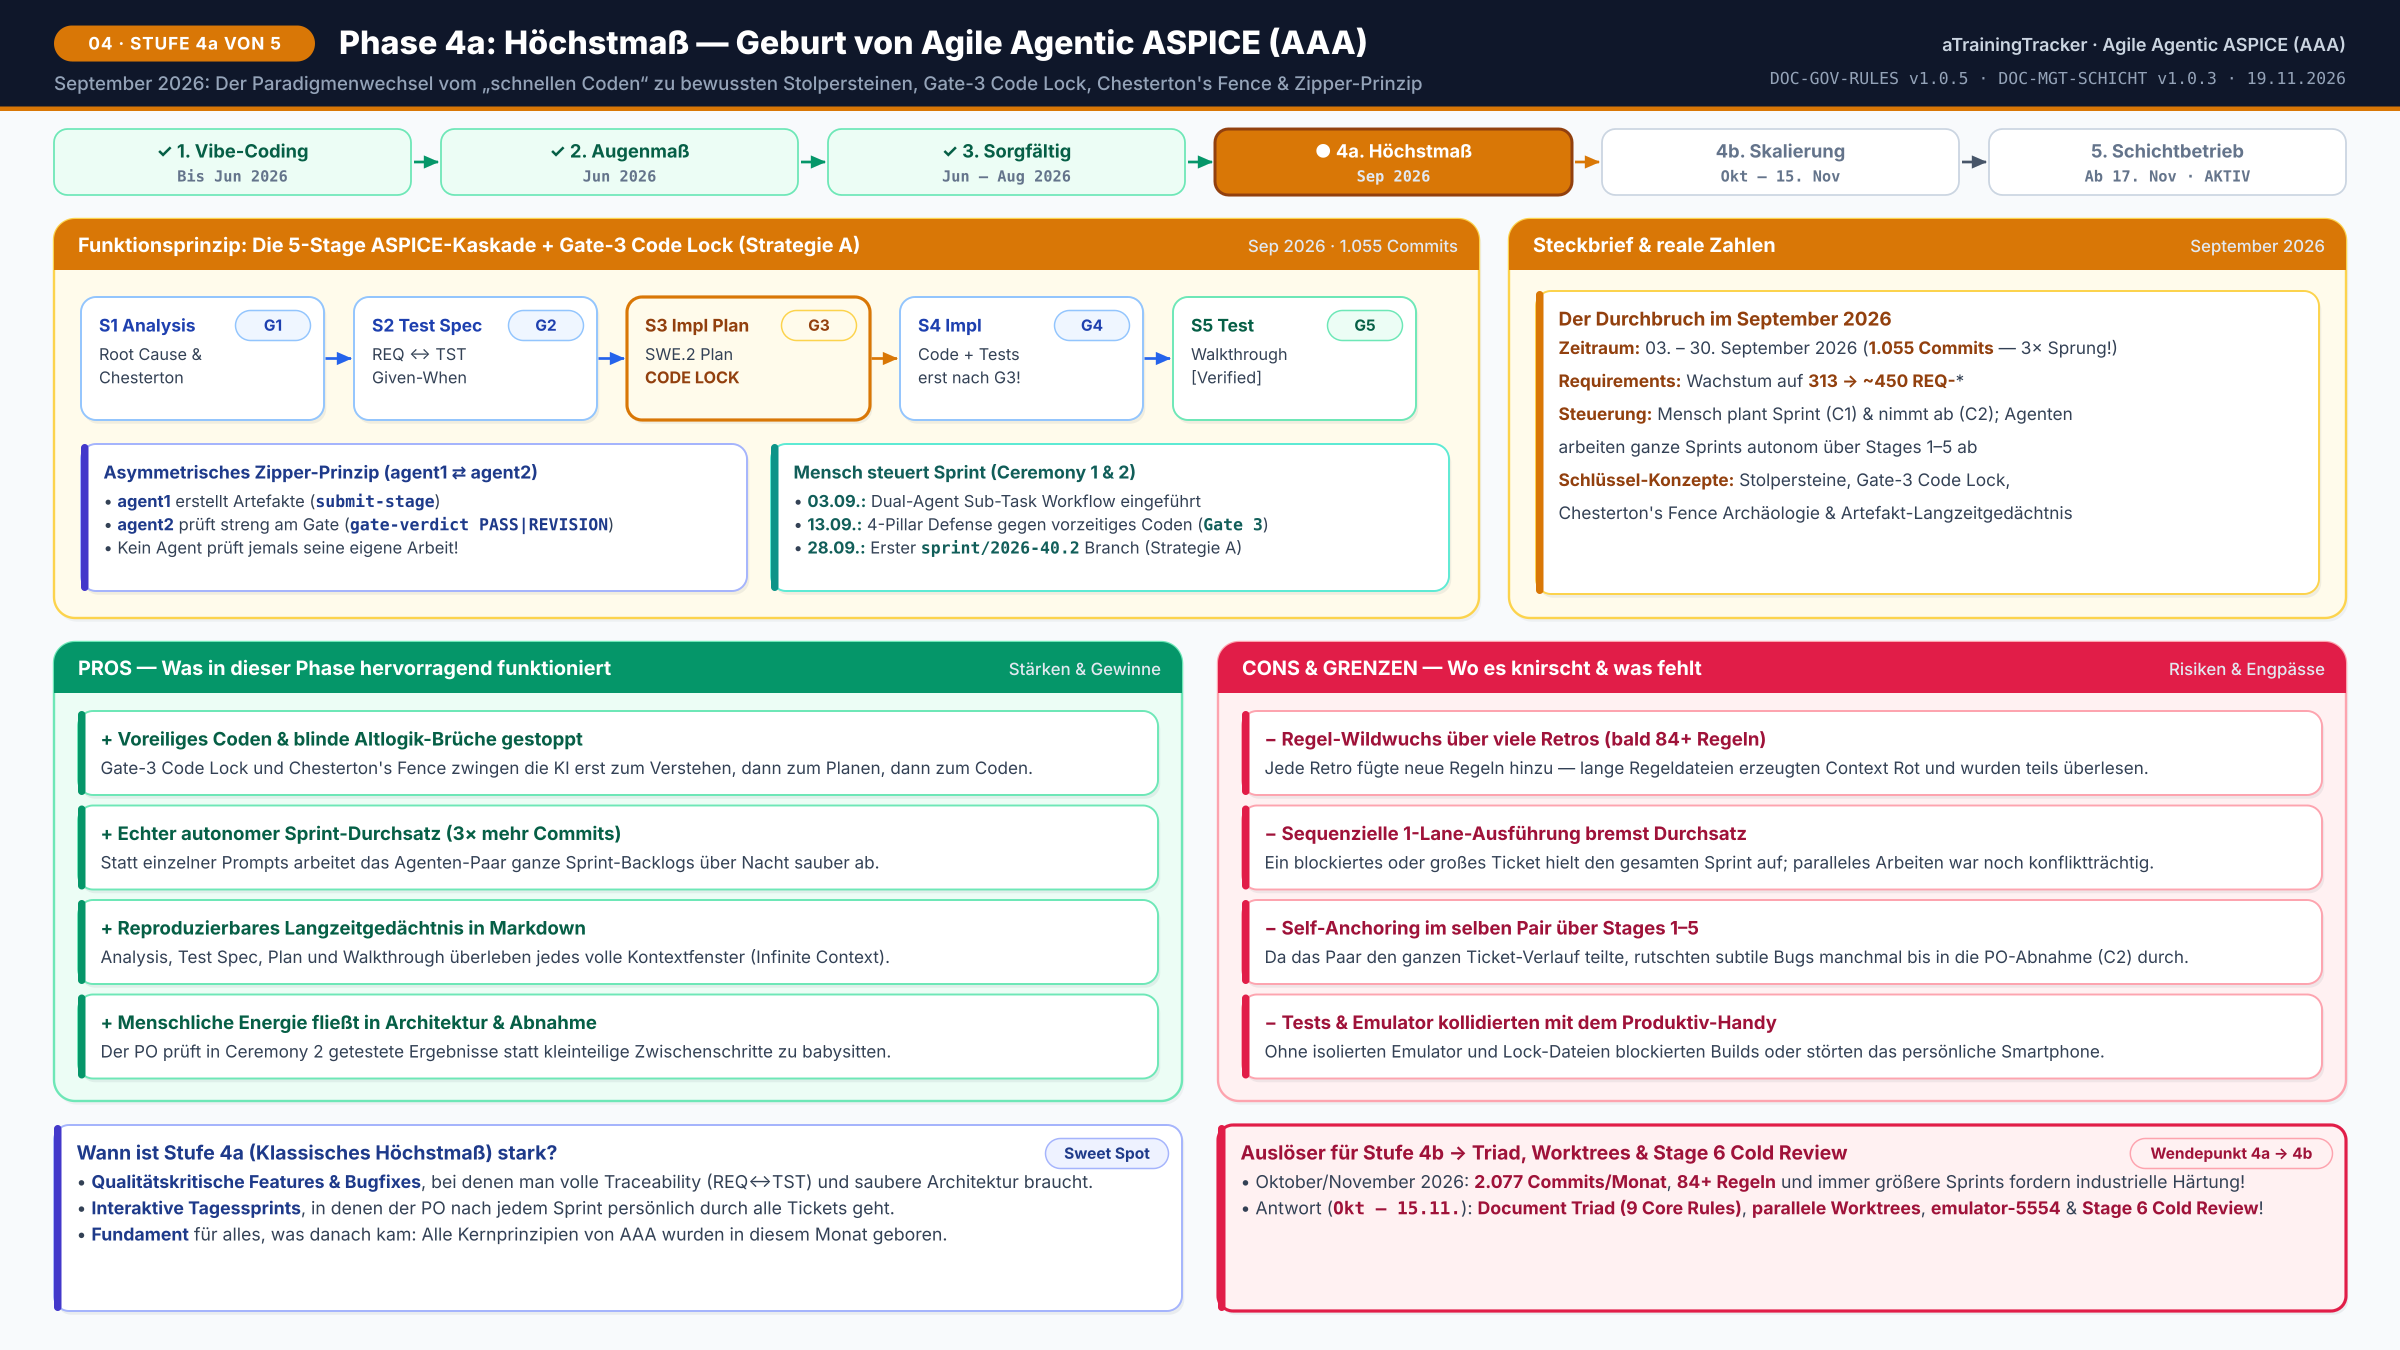 04 · STUFE 4a VON 5
Phase 4a: Höchstmaß — Geburt von Agile Agentic ASPICE (AAA)
September 2026: Der Paradigmenwechsel vom „schnellen Coden“ zu bewussten Stolpersteinen, Gate-3 Code Lock, Chesterton's Fence & Zipper-Prinzip
aTrainingTracker · Agile Agentic ASPICE (AAA)
DOC-GOV-RULES v1.0.5 · DOC-MGT-SCHICHT v1.0.3 · 19.11.2026
✓ 1. Vibe-Coding
Bis Jun 2026
✓ 2. Augenmaß
Jun 2026
✓ 3. Sorgfältig
Jun – Aug 2026
● 4a. Höchstmaß
Sep 2026
4b. Skalierung
Okt – 15. Nov
5. Schichtbetrieb
Ab 17. Nov · AKTIV
Funktionsprinzip: Die 5-Stage ASPICE-Kaskade + Gate-3 Code Lock (Strategie A)
Sep 2026 · 1.055 Commits
S1 Analysis
G1
Root Cause &
Chesterton
S2 Test Spec
G2
REQ ↔ TST
Given-When
S3 Impl Plan
G3
SWE.2 Plan
CODE LOCK
S4 Impl
G4
Code + Tests
erst nach G3!
S5 Test
G5
Walkthrough
[Verified]
Asymmetrisches Zipper-Prinzip (agent1 ⇄ agent2)
• agent1 erstellt Artefakte (submit-stage)
• agent2 prüft streng am Gate (gate-verdict PASS|REVISION)
• Kein Agent prüft jemals seine eigene Arbeit!
Mensch steuert Sprint (Ceremony 1 & 2)
• 03.09.: Dual-Agent Sub-Task Workflow eingeführt
• 13.09.: 4-Pillar Defense gegen vorzeitiges Coden (Gate 3)
• 28.09.: Erster sprint/2026-40.2 Branch (Strategie A)
Steckbrief & reale Zahlen
September 2026
Der Durchbruch im September 2026
Zeitraum: 03. – 30. September 2026 (1.055 Commits — 3× Sprung!)
Requirements: Wachstum auf 313 → ~450 REQ-*
Steuerung: Mensch plant Sprint (C1) & nimmt ab (C2); Agenten
arbeiten ganze Sprints autonom über Stages 1–5 ab
Schlüssel-Konzepte: Stolpersteine, Gate-3 Code Lock,
Chesterton's Fence Archäologie & Artefakt-Langzeitgedächtnis
PROS — Was in dieser Phase hervorragend funktioniert
Stärken & Gewinne
+ Voreiliges Coden & blinde Altlogik-Brüche gestoppt
Gate-3 Code Lock und Chesterton's Fence zwingen die KI erst zum Verstehen, dann zum Planen, dann zum Coden.
+ Echter autonomer Sprint-Durchsatz (3× mehr Commits)
Statt einzelner Prompts arbeitet das Agenten-Paar ganze Sprint-Backlogs über Nacht sauber ab.
+ Reproduzierbares Langzeitgedächtnis in Markdown
Analysis, Test Spec, Plan und Walkthrough überleben jedes volle Kontextfenster (Infinite Context).
+ Menschliche Energie fließt in Architektur & Abnahme
Der PO prüft in Ceremony 2 getestete Ergebnisse statt kleinteilige Zwischenschritte zu babysitten.
CONS & GRENZEN — Wo es knirscht & was fehlt
Risiken & Engpässe
– Regel-Wildwuchs über viele Retros (bald 84+ Regeln)
Jede Retro fügte neue Regeln hinzu — lange Regeldateien erzeugten Context Rot und wurden teils überlesen.
– Sequenzielle 1-Lane-Ausführung bremst Durchsatz
Ein blockiertes oder großes Ticket hielt den gesamten Sprint auf; paralleles Arbeiten war noch konfliktträchtig.
– Self-Anchoring im selben Pair über Stages 1–5
Da das Paar den ganzen Ticket-Verlauf teilte, rutschten subtile Bugs manchmal bis in die PO-Abnahme (C2) durch.
– Tests & Emulator kollidierten mit dem Produktiv-Handy
Ohne isolierten Emulator und Lock-Dateien blockierten Builds oder störten das persönliche Smartphone.
Wann ist Stufe 4a (Klassisches Höchstmaß) stark?
Sweet Spot
• Qualitätskritische Features & Bugfixes, bei denen man volle Traceability (REQ↔TST) und saubere Architektur braucht.
• Interaktive Tagessprints, in denen der PO nach jedem Sprint persönlich durch alle Tickets geht.
• Fundament für alles, was danach kam: Alle Kernprinzipien von AAA wurden in diesem Monat geboren.
Auslöser für Stufe 4b → Triad, Worktrees & Stage 6 Cold Review
Wendepunkt 4a → 4b
• Oktober/November 2026: 2.077 Commits/Monat, 84+ Regeln und immer größere Sprints fordern industrielle Härtung!
• Antwort (Okt – 15.11.): Document Triad (9 Core Rules), parallele Worktrees, emulator-5554 & Stage 6 Cold Review!